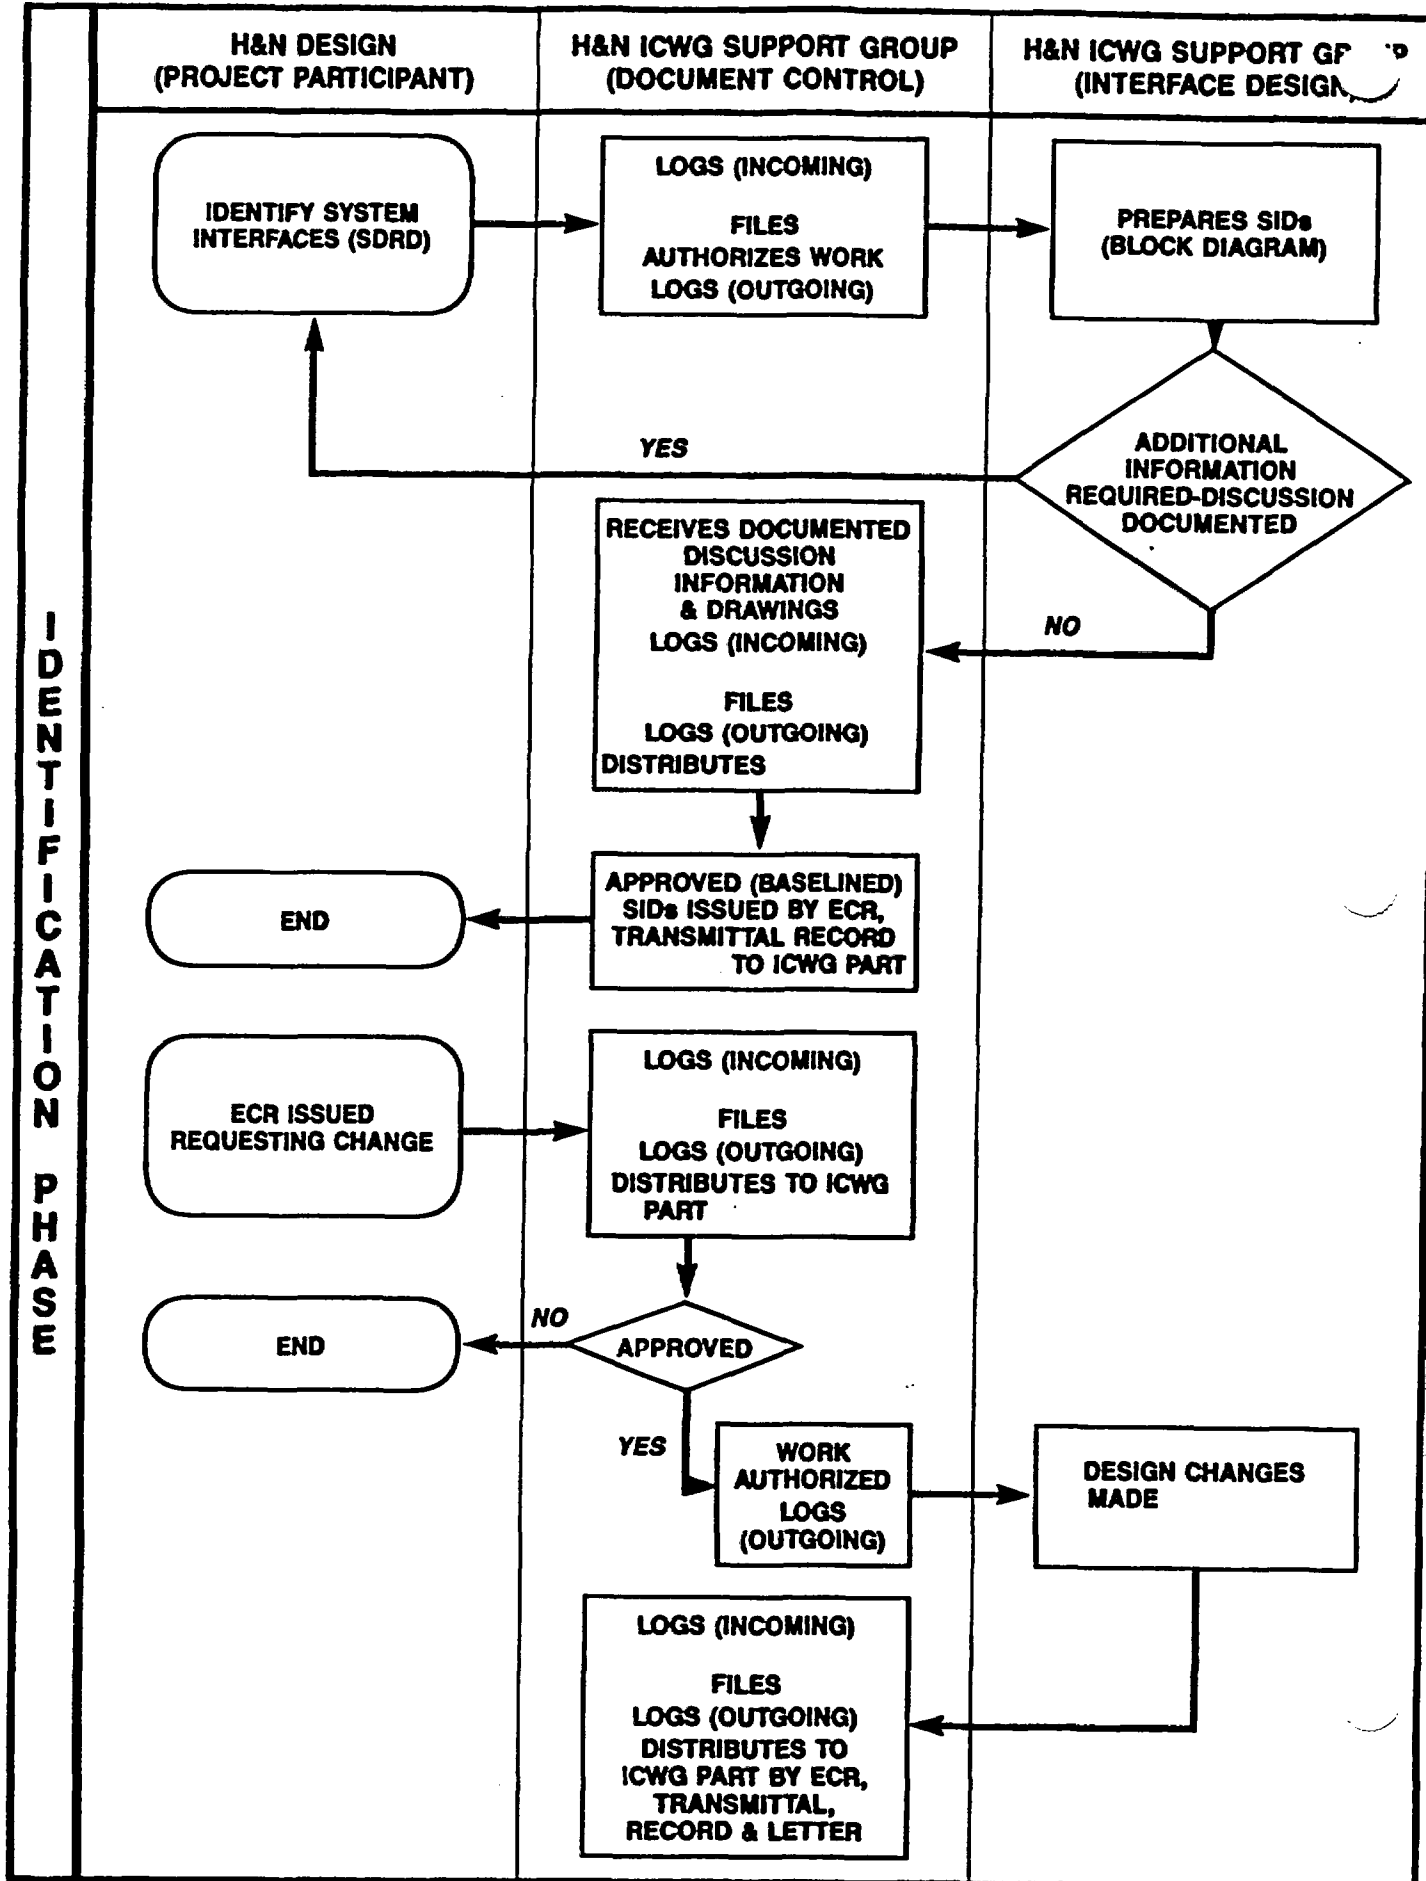 H&N DESIGN
(PROJECT PARTICIPANT)
H&N ICWG SUPPORT GROUP
(DOCUMENT CONTROL)
H&N ICWG SUPPORT
(INTERFACE DESIGN
IDENTIFICATION PHASE
IDENTIFY SYSTEM
INTERFACES (SDRD)
LOGS (INCOMING)
FILES
AUTHORIZES WORK
LOGS (OUTGOING)
PREPARES SIDs
(BLOCK DIAGRAM)
YES
ADDITIONAL
INFORMATION
REQUIRED-DISCUSSION
DOCUMENTED
NO
RECEIVES DOCUMENTED
DISCUSSION
INFORMATION
& DRAWINGS
LOGS (INCOMING)
FILES
LOGS (OUTGOING)
DISTRIBUTES
APPROVED (BASELINED)
SIDs ISSUED BY ECR,
TRANSMITTAL RECORD
TO ICWG PART
END
ECR ISSUED
REQUESTING CHANGE
LOGS (INCOMING)
FILES
LOGS (OUTGOING)
DISTRIBUTES TO ICWG
PART
APPROVED
NO
END
YES
WORK
AUTHORIZED
LOGS
(OUTGOING)
DESIGN CHANGES
MADE
LOGS (INCOMING)
FILES
LOGS (OUTGOING)
DISTRIBUTES TO
ICWG PART BY ECR,
TRANSMITTAL,
RECORD & LETTER